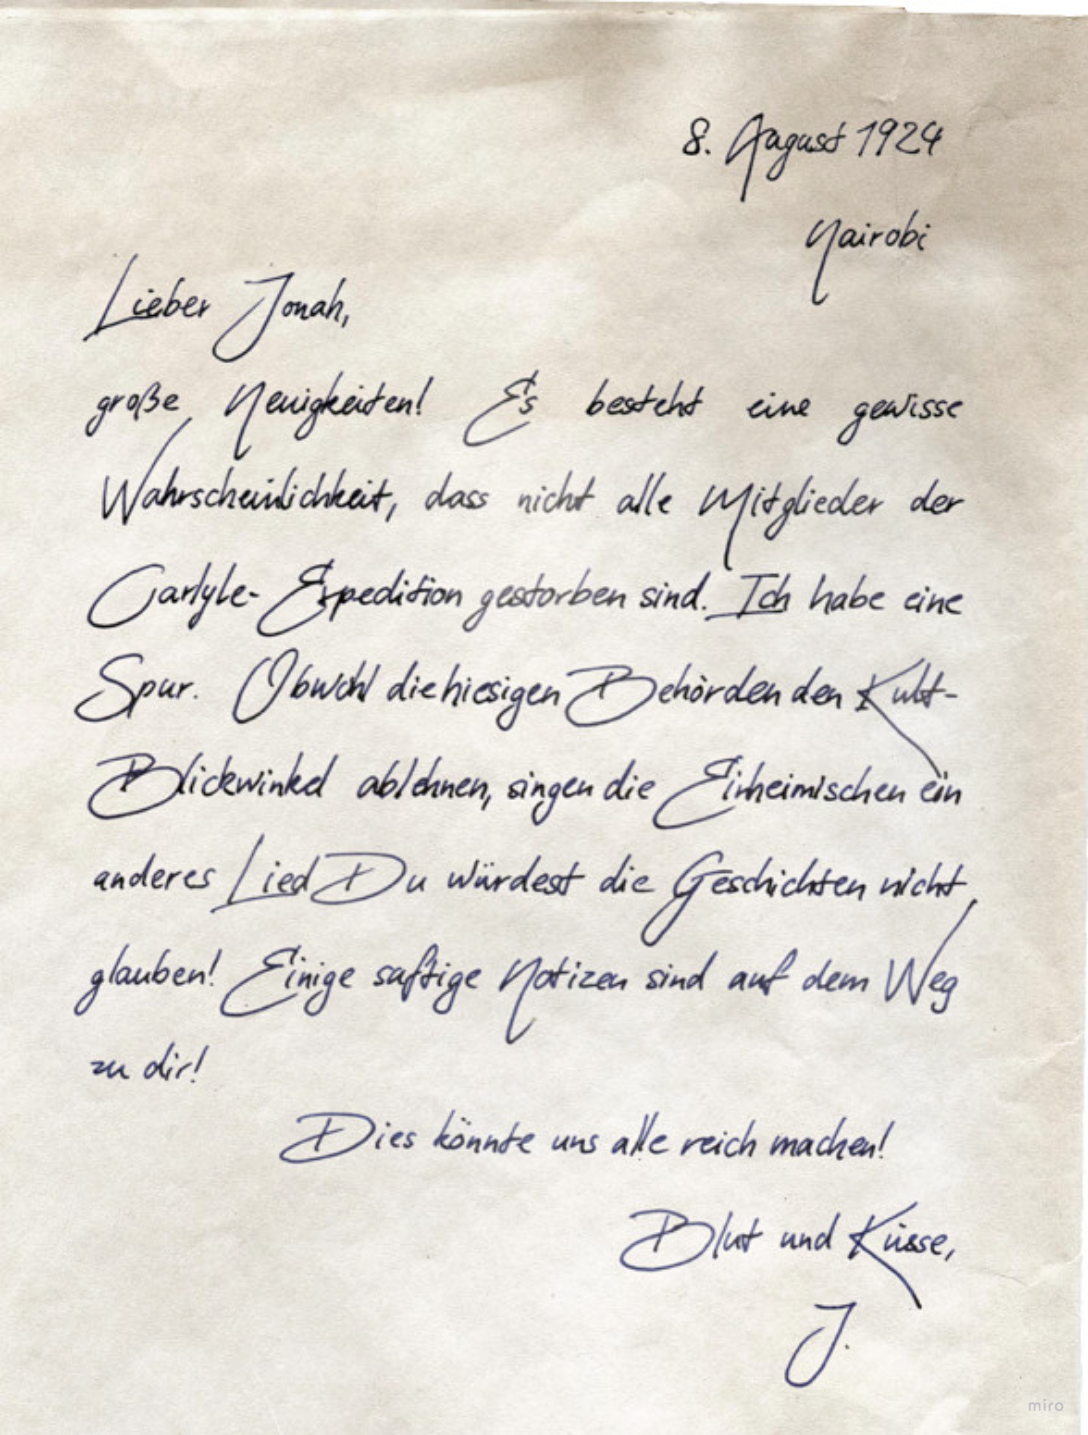 8. August 1924
Nairobi
Lieber Jonah,
große Neuigkeiten! Es besteht eine gewisse
Wahrscheinlichkeit, dass nicht alle Mitglieder der
Carlyle-Expedition gestorben sind. Ich habe eine
Spur. Obwohl die hiesigen Behörden den Kult-
Blickwinkel ablehnen, singen die Einheimischen ein
anderes Lied Du würdest die Geschichten nicht
glauben! Einige saftige Notizen sind auf dem Weg
zu dir!
Dies könnte uns alle reich machen!
Blut und Küsse,
J.
miro